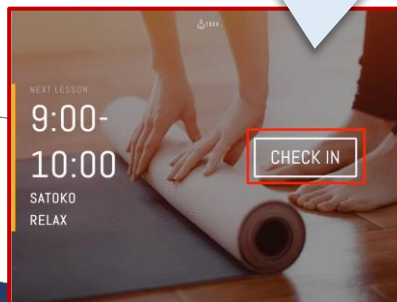 NEXT LESSON
9:00-
10:00
SATOKO
RELAX
CHECK IN